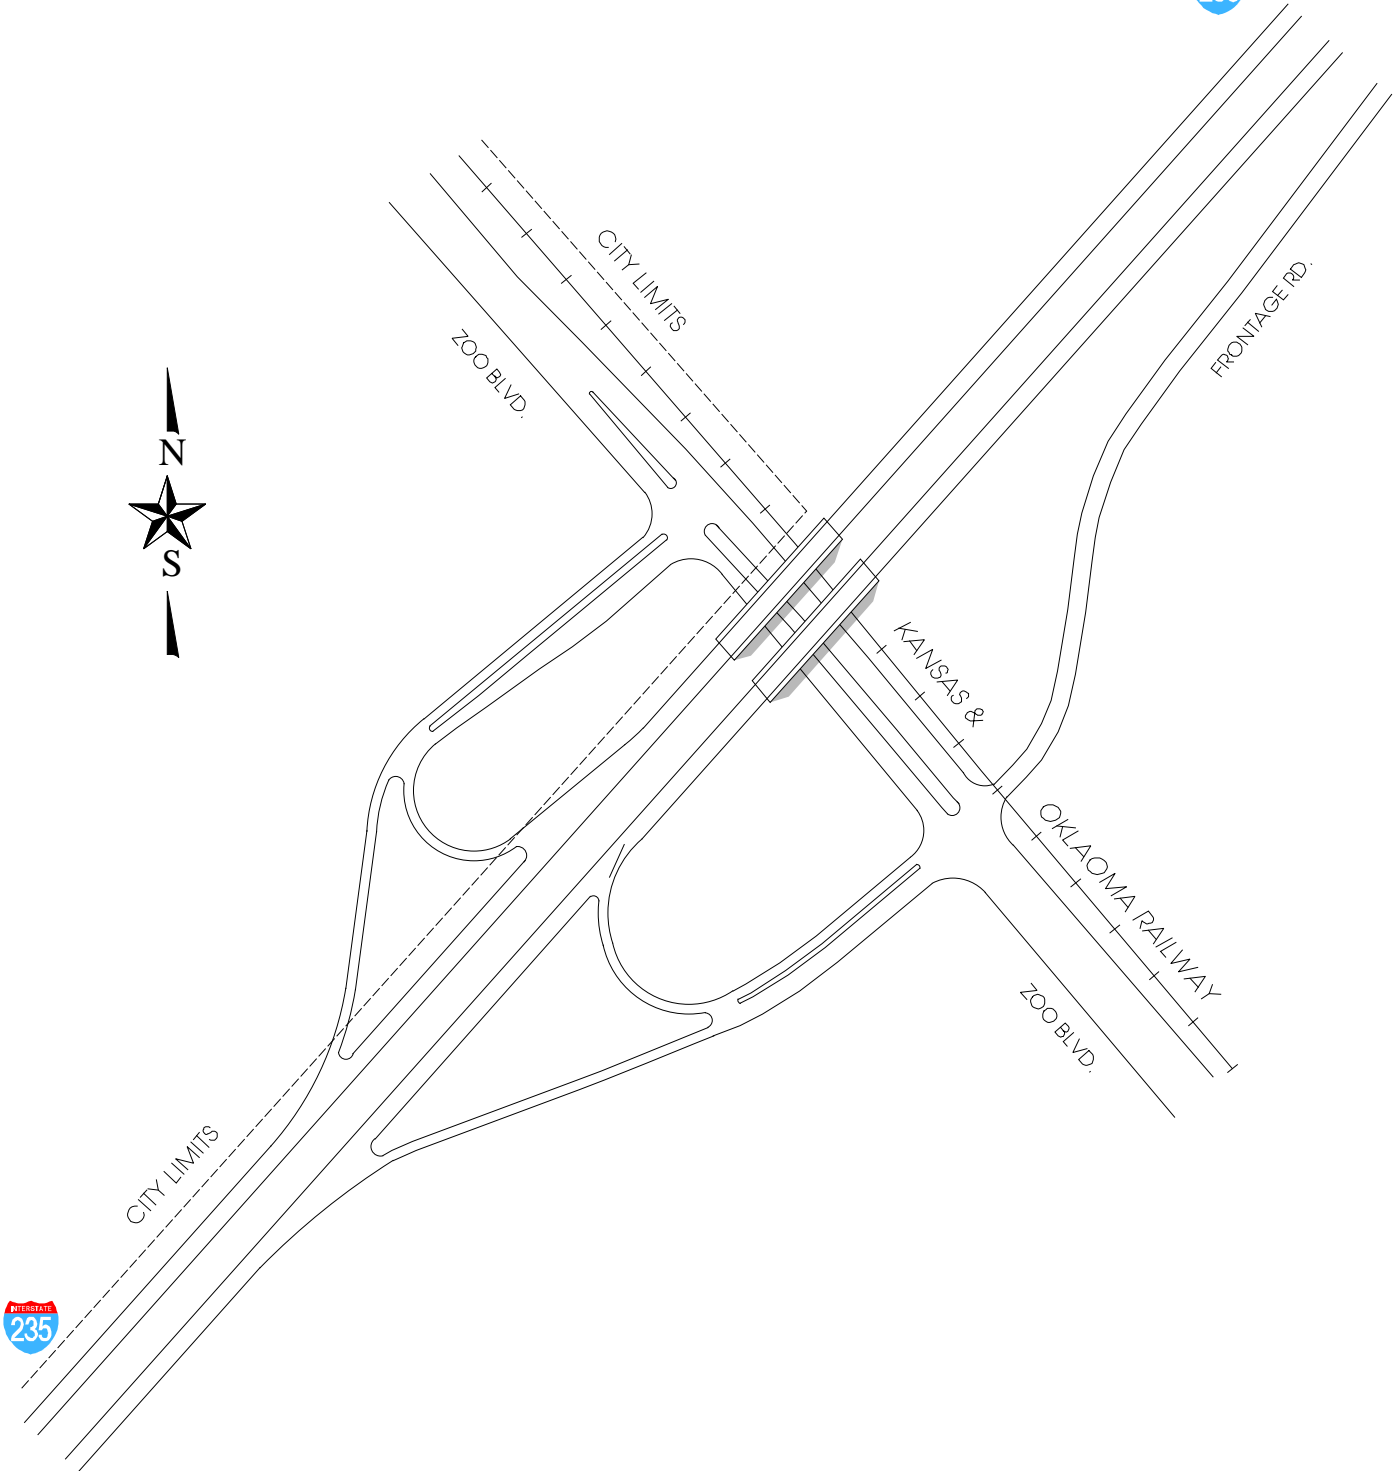 CITY LIMITS
FRONTAGE RD.
ZOO BLVD.
N
S
KANSAS &
OKLAOMA RAILWAY
ZOO BLVD.
CITY LIMITS
INTERSTATE
235